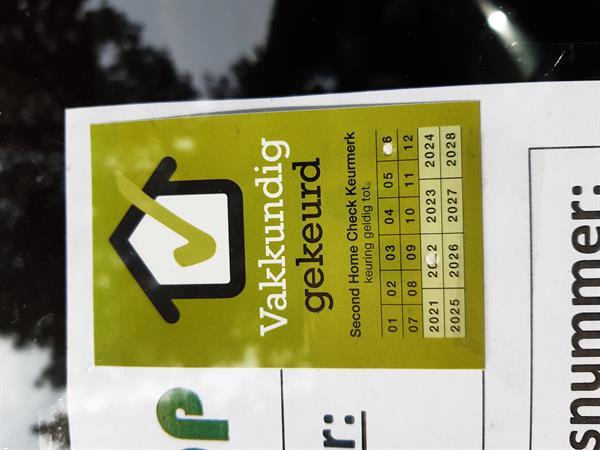 Vakkundig
gekeurd
Second Home Check Keurmerk
keuring geldig tot:
01 02 03 04 05 6
07 08 09 10 11 12
2021 2023 2024
2025 2026 2027 2028
r:
snummer: